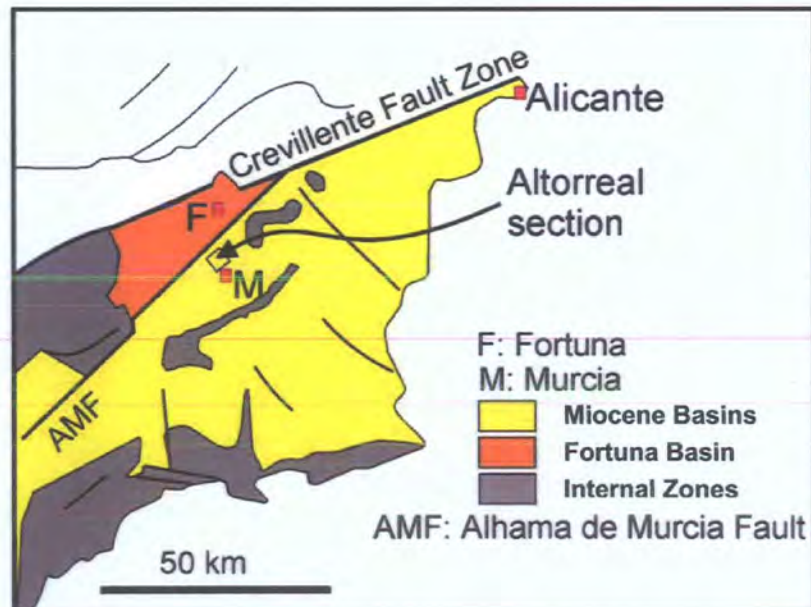 Crevillente Fault Zone
Alicante
Altorreal
section
F
M
AMF
F: Fortuna
M: Murcia
Miocene Basins
Fortuna Basin
Internal Zones
AMF: Alhama de Murcia Fault
50 km